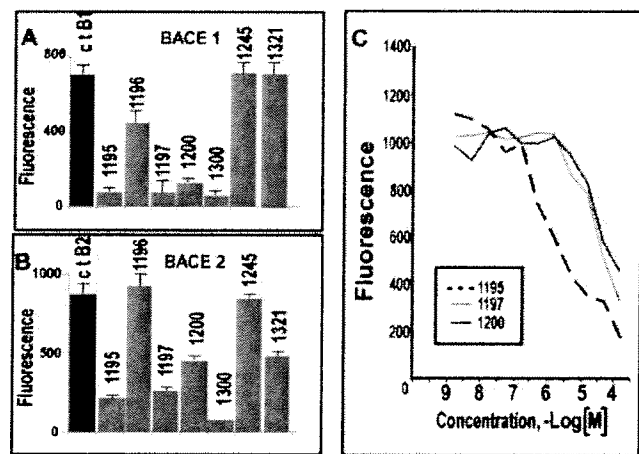 A
BACE 1
Fluorescence
800
400
0
c t B1
1195
1196
1197
1200
1300
1245
1321
B
BACE 2
Fluorescence
1000
500
0
c t B2
1195
1196
1197
1200
1300
1245
1321
C
Fluorescence
1400
1200
1000
800
600
400
200
0
1195
1197
1200
9 8 7 6 5 4
Concentration, -Log[M]